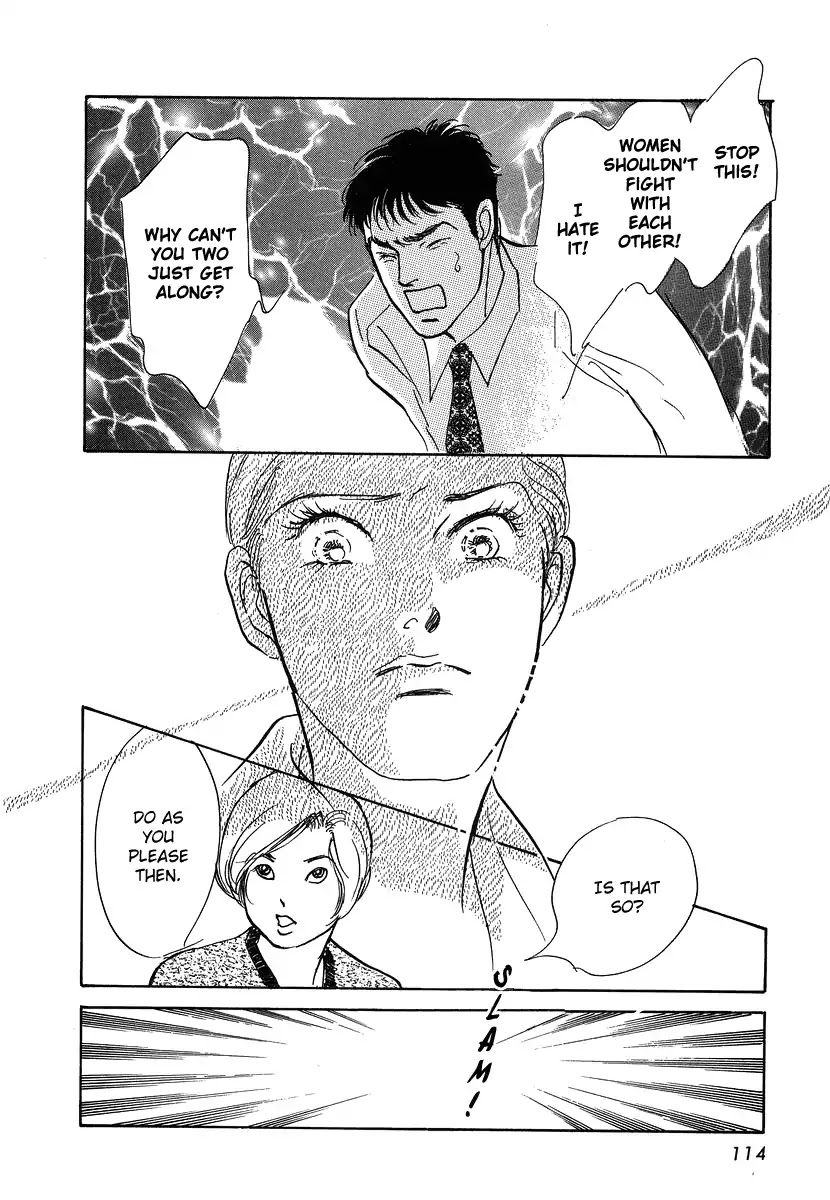 STOP
THIS!
WOMEN
SHOULDN'T
FIGHT
WITH
EACH
OTHER!
I
HATE
IT!
WHY CAN'T
YOU TWO
JUST GET
ALONG?
IS THAT
SO?
DO AS
YOU
PLEASE
THEN.
SLAM!
114